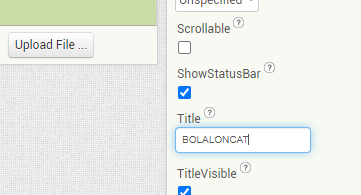 Unspecified
Scrollable ?
Upload File ...
ShowStatusBar ?
Title ?
BOLALONCAT
TitleVisible ?